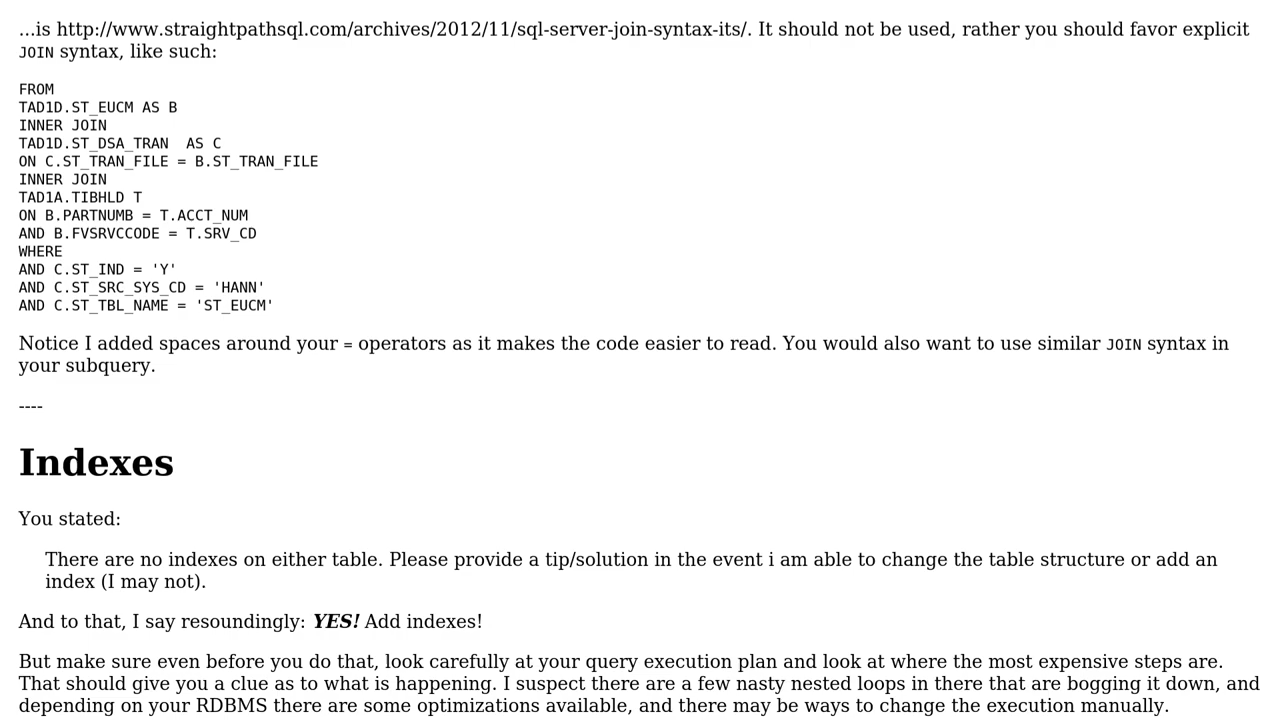 ...is http://www.straightpathsql.com/archives/2012/11/sql-server-join-syntax-its/. It should not be used, rather you should favor explicit
JOIN syntax, like such:
FROM
TAD1D.ST_EUCM AS B
INNER JOIN
TAD1D.ST_DSA_TRAN  AS C
ON C.ST_TRAN_FILE = B.ST_TRAN_FILE
INNER JOIN
TAD1A.TIBHLD T
ON B.PARTNUMB = T.ACCT_NUM
AND B.FVSRVCCODE = T.SRV_CD
WHERE
AND C.ST_IND = 'Y'
AND C.ST_SRC_SYS_CD = 'HANN'
AND C.ST_TBL_NAME = 'ST_EUCM'
Notice I added spaces around your = operators as it makes the code easier to read. You would also want to use similar JOIN syntax in
your subquery.
----
Indexes
You stated:
There are no indexes on either table. Please provide a tip/solution in the event i am able to change the table structure or add an
index (I may not).
And to that, I say resoundingly: YES! Add indexes!
But make sure even before you do that, look carefully at your query execution plan and look at where the most expensive steps are.
That should give you a clue as to what is happening. I suspect there are a few nasty nested loops in there that are bogging it down, and
depending on your RDBMS there are some optimizations available, and there may be ways to change the execution manually.